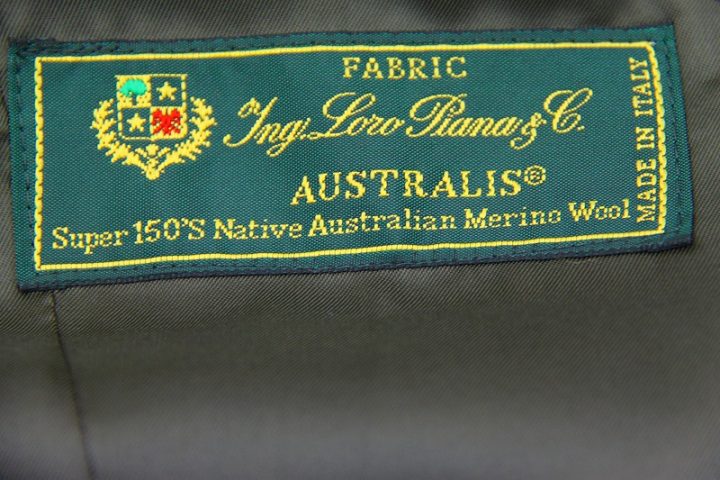 FABRIC
Ing. Loro Piana & C.
AUSTRALIS®
Super 150'S Native Australian Merino Wool
MADE IN ITALY